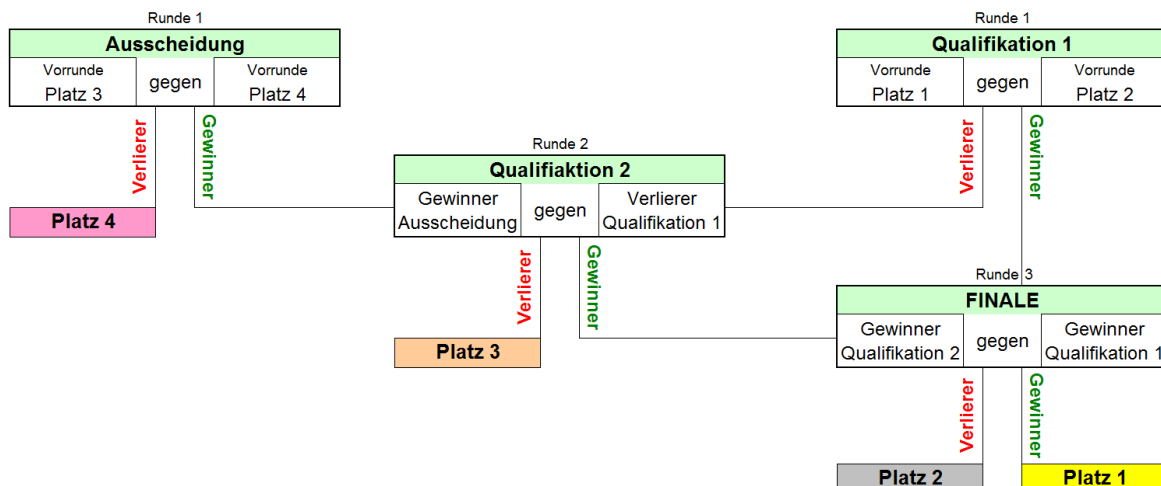 Runde 1
Ausscheidung
Vorrunde
Platz 3
gegen
Vorrunde
Platz 4
Verlierer
Gewinner
Platz 4
Runde 1
Qualifikation 1
Vorrunde
Platz 1
gegen
Vorrunde
Platz 2
Verlierer
Gewinner
Runde 2
Qualifiaktion 2
Gewinner
Ausscheidung
gegen
Verlierer
Qualifikation 1
Verlierer
Gewinner
Platz 3
Runde 3
FINALE
Gewinner
Qualifikation 2
gegen
Gewinner
Qualifikation 1
Verlierer
Gewinner
Platz 2
Platz 1